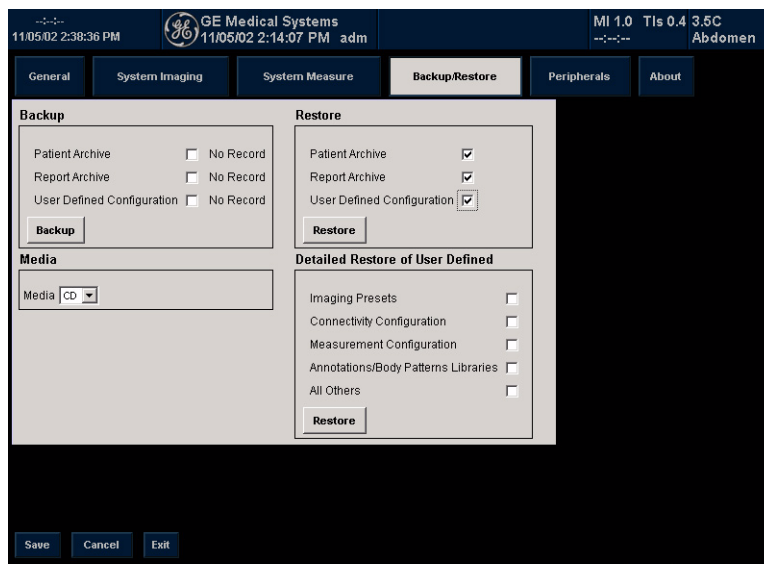 --:--:--
11/05/02 2:38:36 PM
GE Medical Systems
11/05/02 2:14:07 PM adm
MI 1.0 TIs 0.4 3.5C
--:--:-- Abdomen
General System Imaging System Measure Backup/Restore Peripherals About
Backup
Patient Archive No Record
Report Archive No Record
User Defined Configuration No Record
Backup
Media
Media CD
Restore
Patient Archive
Report Archive
User Defined Configuration
Restore
Detailed Restore of User Defined
Imaging Presets
Connectivity Configuration
Measurement Configuration
Annotations/Body Patterns Libraries
All Others
Restore
Save Cancel Exit